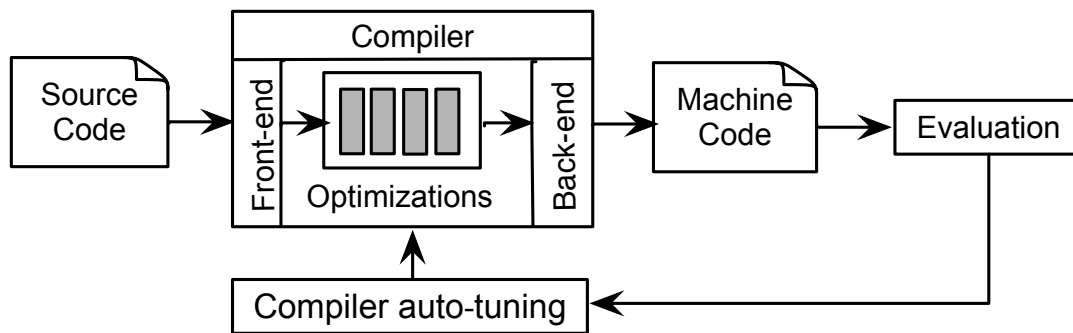 Compiler
Source
Code
Front-end
Optimizations
Back-end
Machine
Code
Evaluation
Compiler auto-tuning